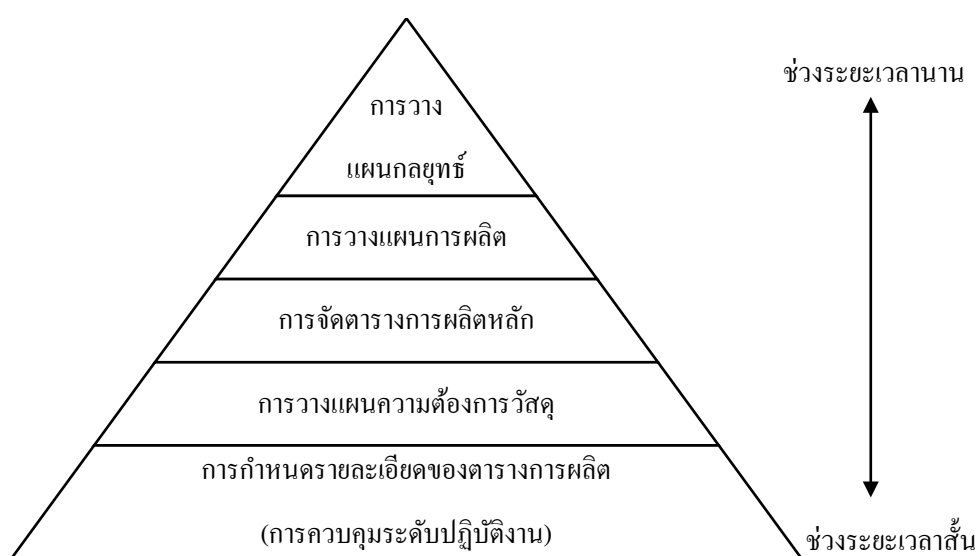 ช่วงระยะเวลานาน
การวาง
แผนกลยุทธ์
การวางแผนการผลิต
การจัดตารางการผลิตหลัก
การวางแผนความต้องการวัสดุ
การกำหนดรายละเอียดของตารางการผลิต
(การควบคุมระดับปฏิบัติงาน)
ช่วงระยะเวลาสั้น